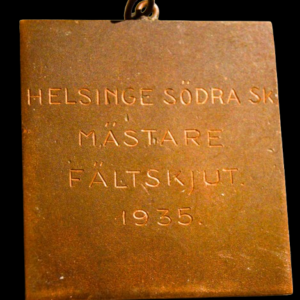 HELSINGE SÖDRA SK.
I
MÄSTARE
FÄLTSKJUT.
1935.